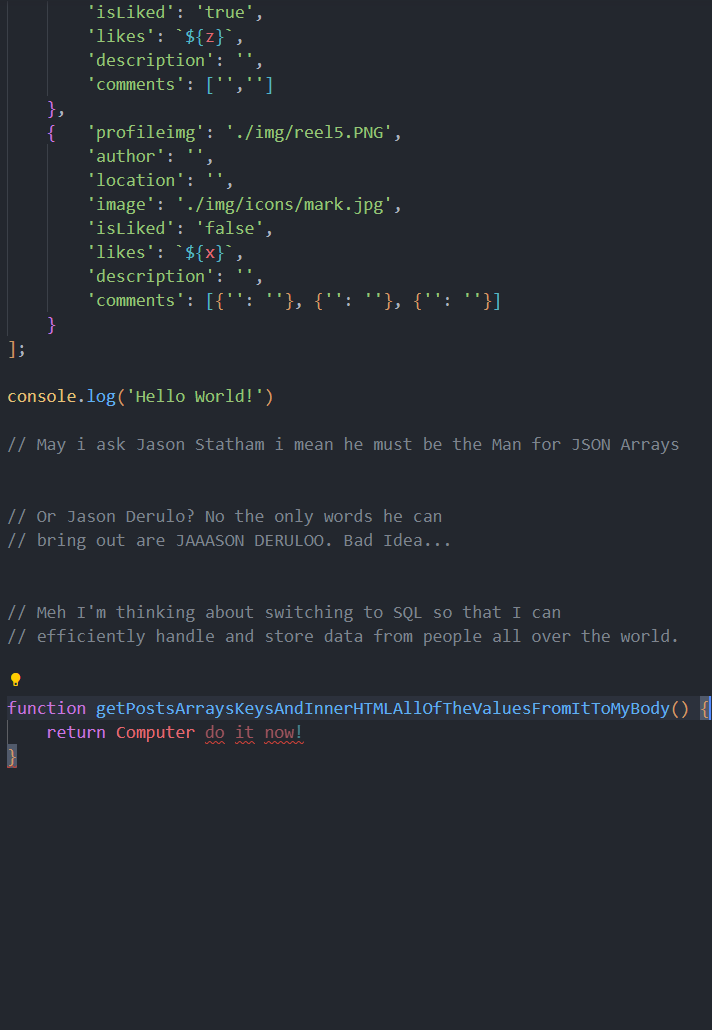 'isLiked': 'true',
'likes': `${z}`,
'description': '',
'comments': ['','']
},
{   'profileimg': './img/reel5.PNG',
'author': '',
'location': '',
'image': './img/icons/mark.jpg',
'isLiked': 'false',
'likes': `${x}`,
'description': '',
'comments': [{'': ''}, {'': ''}, {'': ''}]
}
];
console.log('Hello World!')
// May i ask Jason Statham i mean he must be the Man for JSON Arrays
// Or Jason Derulo? No the only words he can
// bring out are JAAASON DERULOO. Bad Idea...
// Meh I'm thinking about switching to SQL so that I can
// efficiently handle and store data from people all over the world.
function getPostsArraysKeysAndInnerHTMLAllOfTheValuesFromItToMyBody() {
return Computer do it now!
}